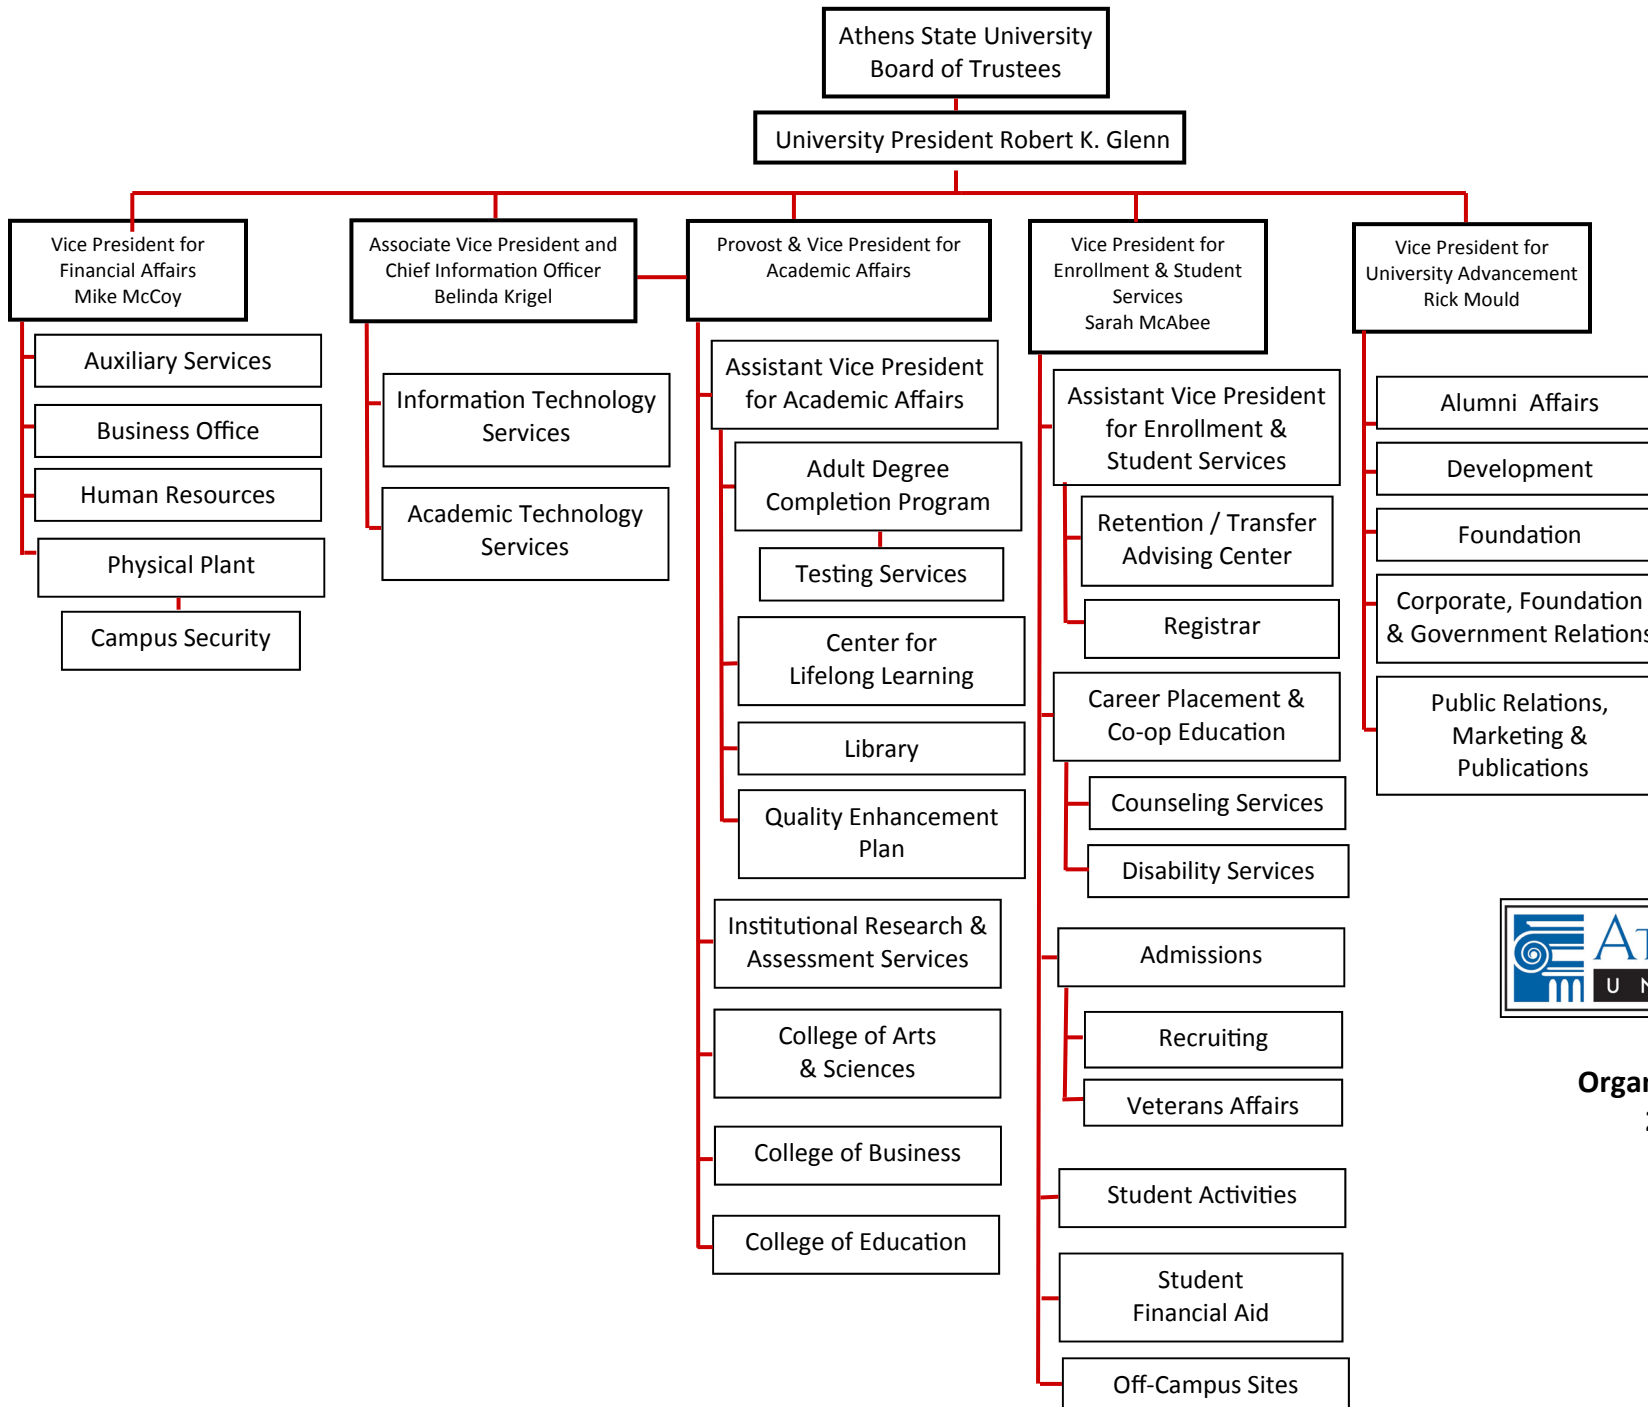 Athens State University
Board of Trustees
University President Robert K. Glenn
Vice President for
Financial Affairs
Mike McCoy
Associate Vice President and
Chief Information Officer
Belinda Krigel
Provost & Vice President for
Academic Affairs
Vice President for
Enrollment & Student
Services
Sarah McAbee
Vice President for
University Advancement
Rick Mould
Auxiliary Services
Business Office
Human Resources
Physical Plant
Campus Security
Information Technology
Services
Academic Technology
Services
Assistant Vice President
for Academic Affairs
Adult Degree
Completion Program
Testing Services
Center for
Lifelong Learning
Library
Quality Enhancement
Plan
Institutional Research &
Assessment Services
College of Arts
& Sciences
College of Business
College of Education
Assistant Vice President
for Enrollment &
Student Services
Retention / Transfer
Advising Center
Registrar
Career Placement &
Co-op Education
Counseling Services
Disability Services
Admissions
Recruiting
Veterans Affairs
Student Activities
Student
Financial Aid
Off-Campus Sites
Alumni Affairs
Development
Foundation
Corporate, Foundation
& Government Relations
Public Relations,
Marketing &
Publications